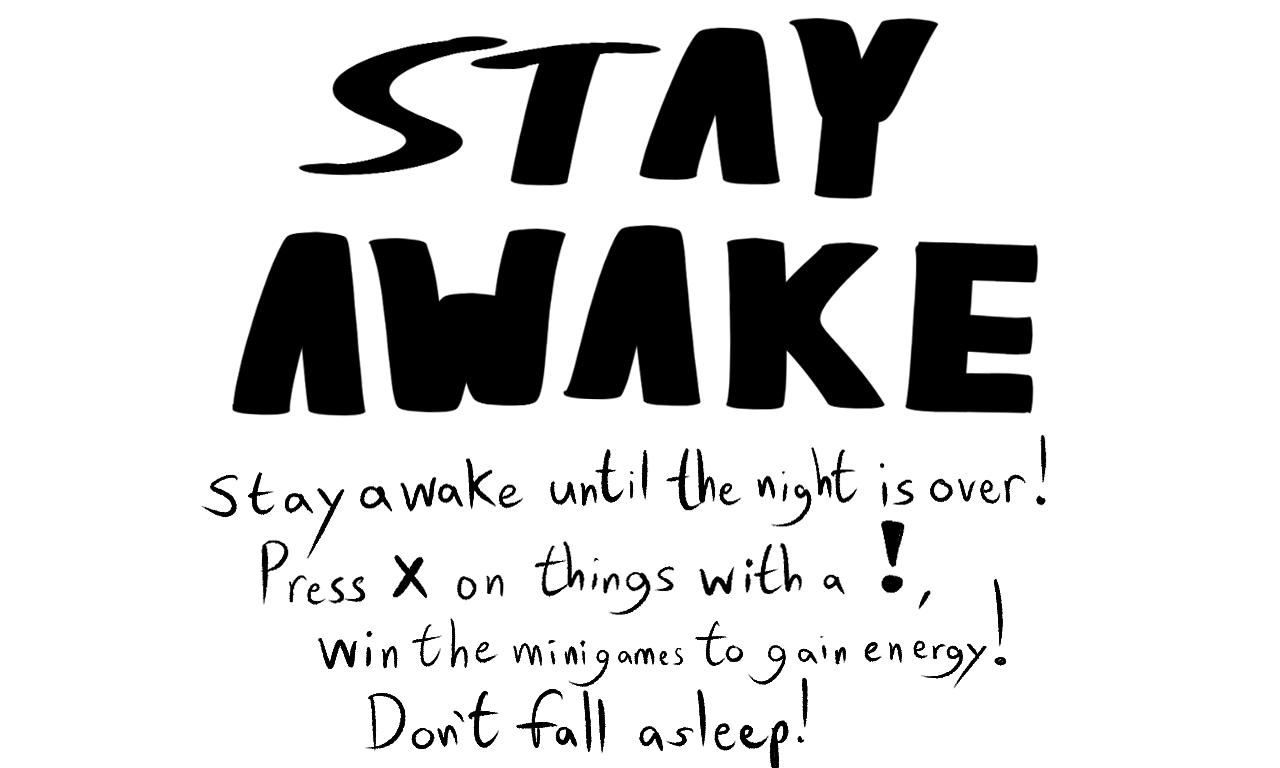 STAY
AWAKE
Stay awake until the night is over!
Press X on things with a !,
win the minigames to gain energy!
Don't fall asleep!